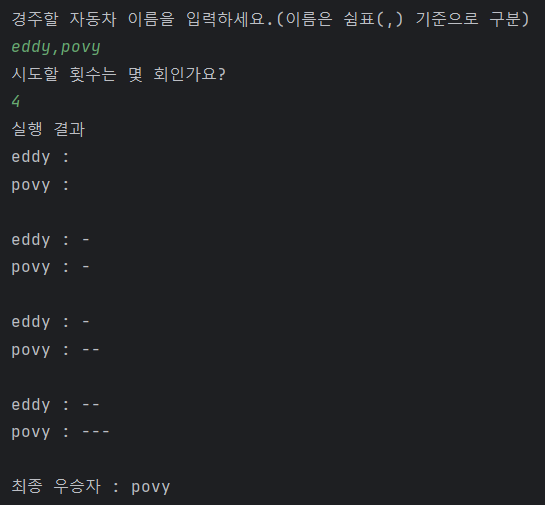 경주할 자동차 이름을 입력하세요.(이름은 쉼표(,) 기준으로 구분)
eddy,povy
시도할 횟수는 몇 회인가요?
4
실행 결과
eddy :
povy :

eddy : -
povy : -

eddy : -
povy : --

eddy : --
povy : ---

최종 우승자 : povy